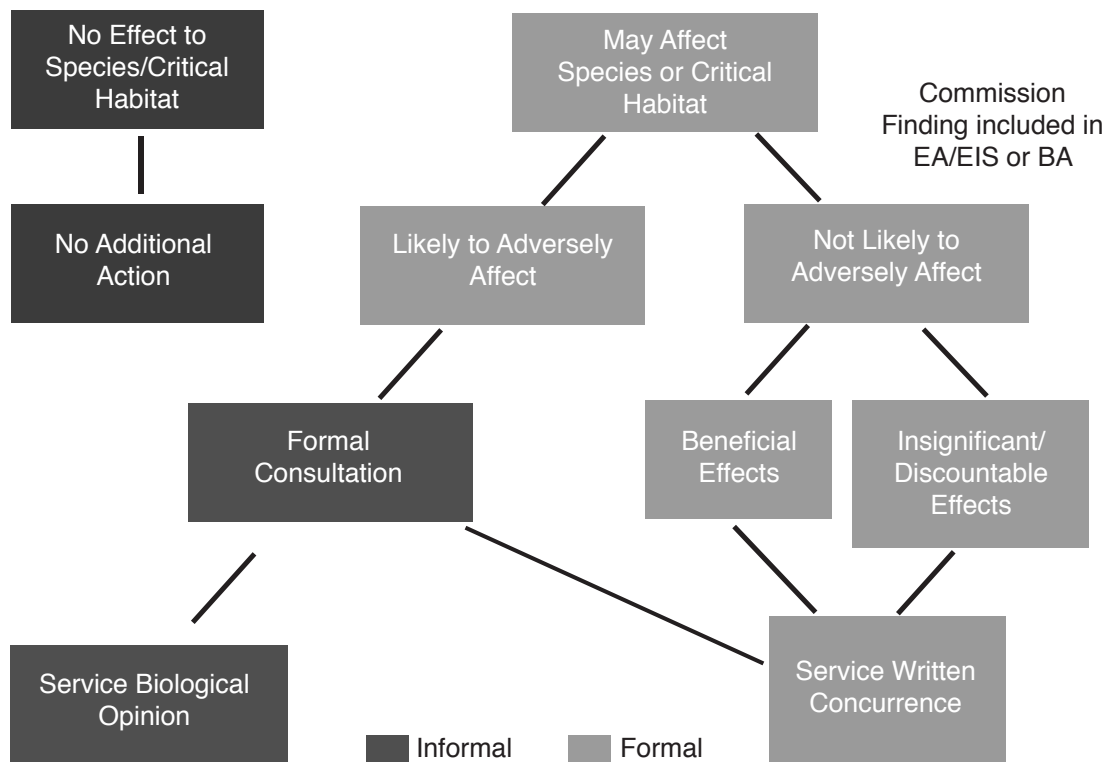 No Effect to
Species/Critical
Habitat
May Affect
Species or Critical
Habitat
Commission
Finding included in
EA/EIS or BA
No Additional
Action
Likely to Adversely
Affect
Not Likely to
Adversely Affect
Formal
Consultation
Beneficial
Effects
Insignificant/
Discountable
Effects
Service Biological
Opinion
Service Written
Concurrence
Informal
Formal